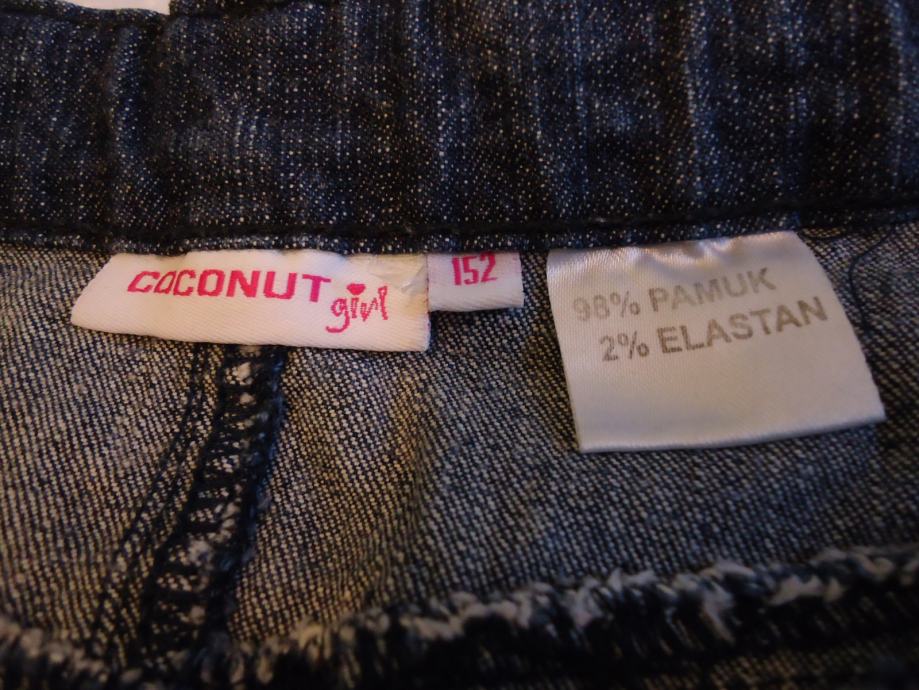 COCONUT
girl
152
98% PAMUK
2% ELASTAN